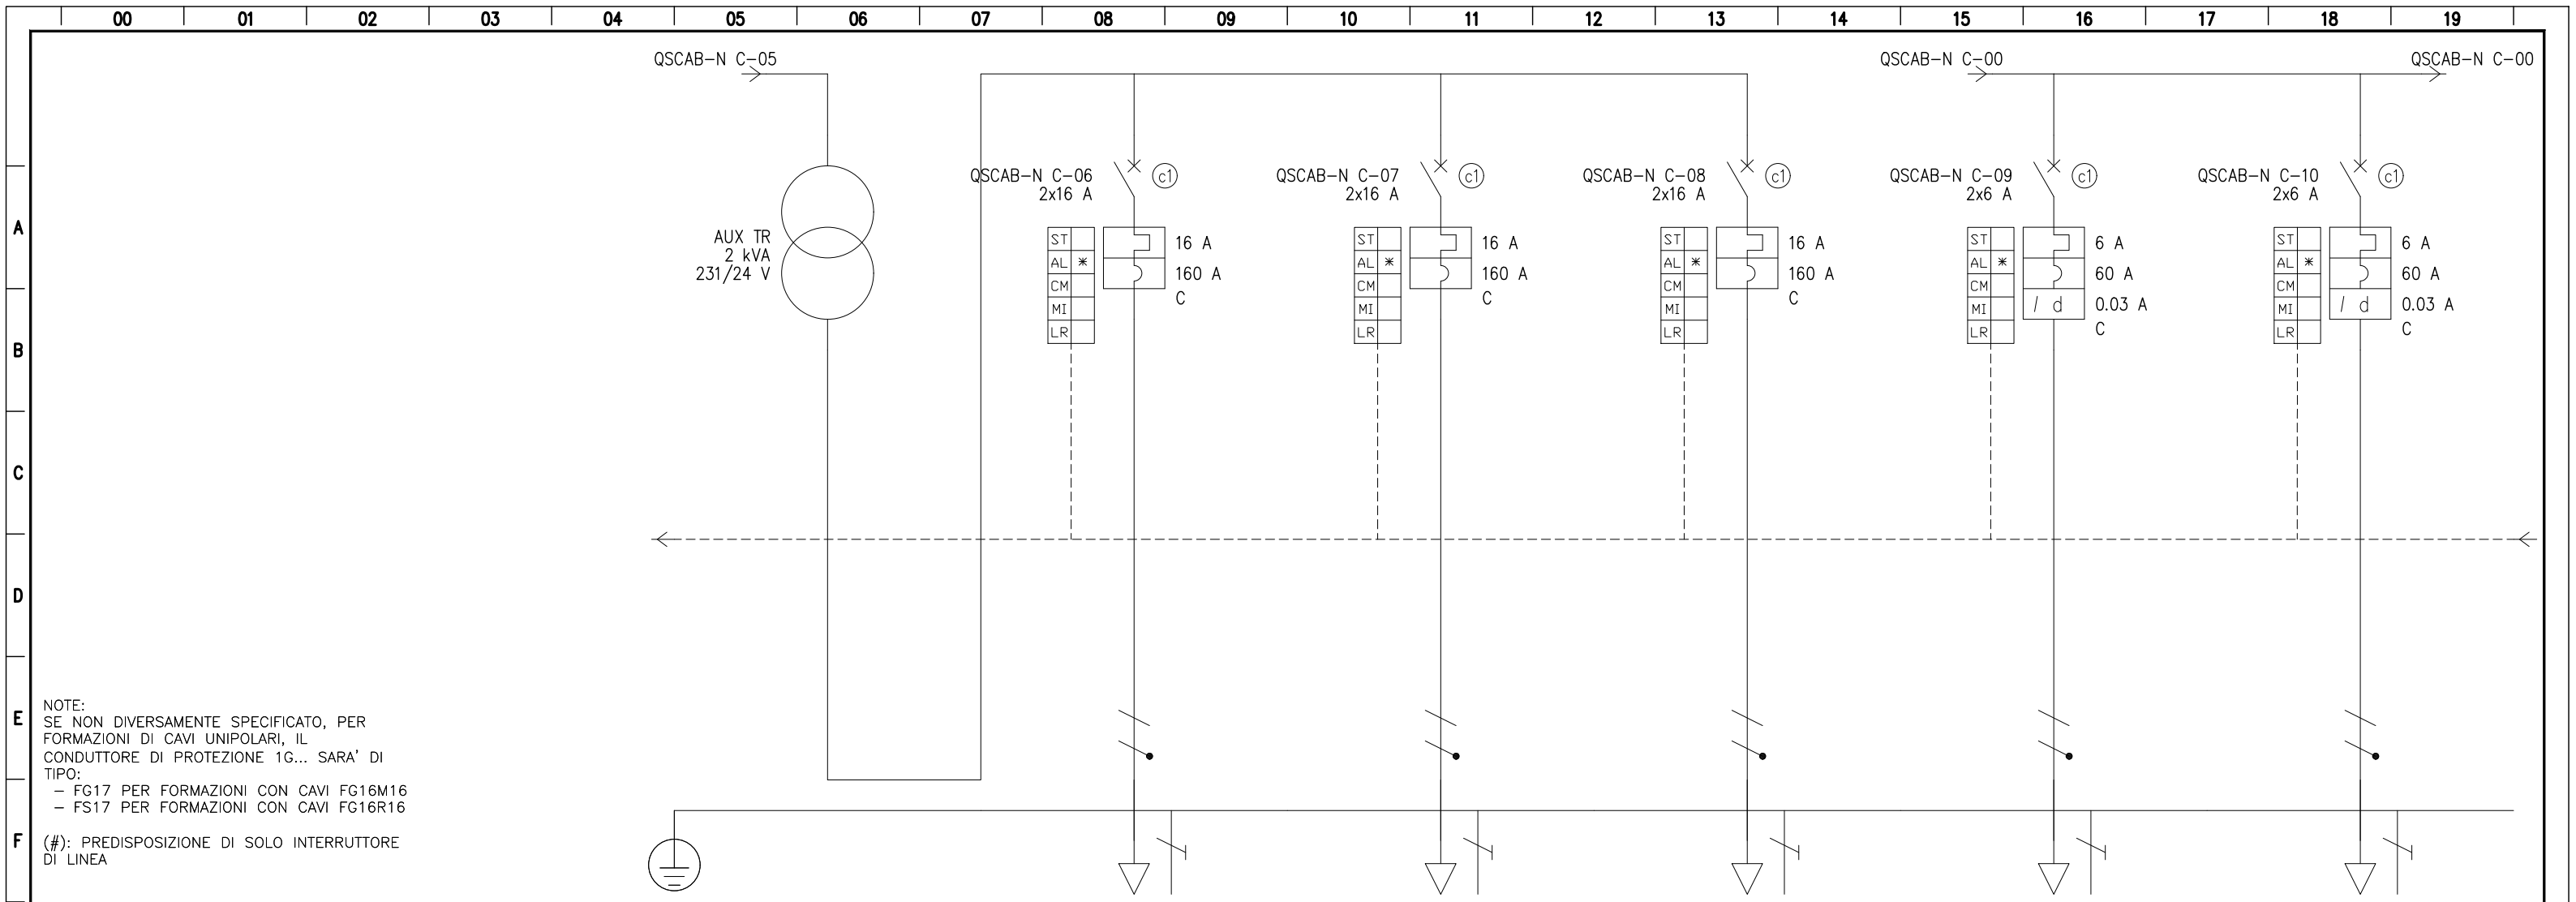 00 01 02 03 04 05 06 07 08 09 10 11 12 13 14 15 16 17 18 19
QSCAB-N C-05
QSCAB-N C-00
QSCAB-N C-00
A
B
C
D
E
F
AUX TR
2 kVA
231/24 V
QSCAB-N C-06
2x16 A
c1
ST
AL *
CM
MI
LR
16 A
160 A
C
QSCAB-N C-07
2x16 A
c1
ST
AL *
CM
MI
LR
16 A
160 A
C
QSCAB-N C-08
2x16 A
c1
ST
AL *
CM
MI
LR
16 A
160 A
C
QSCAB-N C-09
2x6 A
c1
ST
AL *
CM
MI
LR
6 A
60 A
I d 0.03 A
C
QSCAB-N C-10
2x6 A
c1
ST
AL *
CM
MI
LR
6 A
60 A
I d 0.03 A
C
NOTE:
SE NON DIVERSAMENTE SPECIFICATO, PER
FORMAZIONI DI CAVI UNIPOLARI, IL
CONDUTTORE DI PROTEZIONE 1G... SARA' DI
TIPO:
- FG17 PER FORMAZIONI CON CAVI FG16M16
- FS17 PER FORMAZIONI CON CAVI FG16R16
(#): PREDISPOSIZIONE DI SOLO INTERRUTTORE
DI LINEA